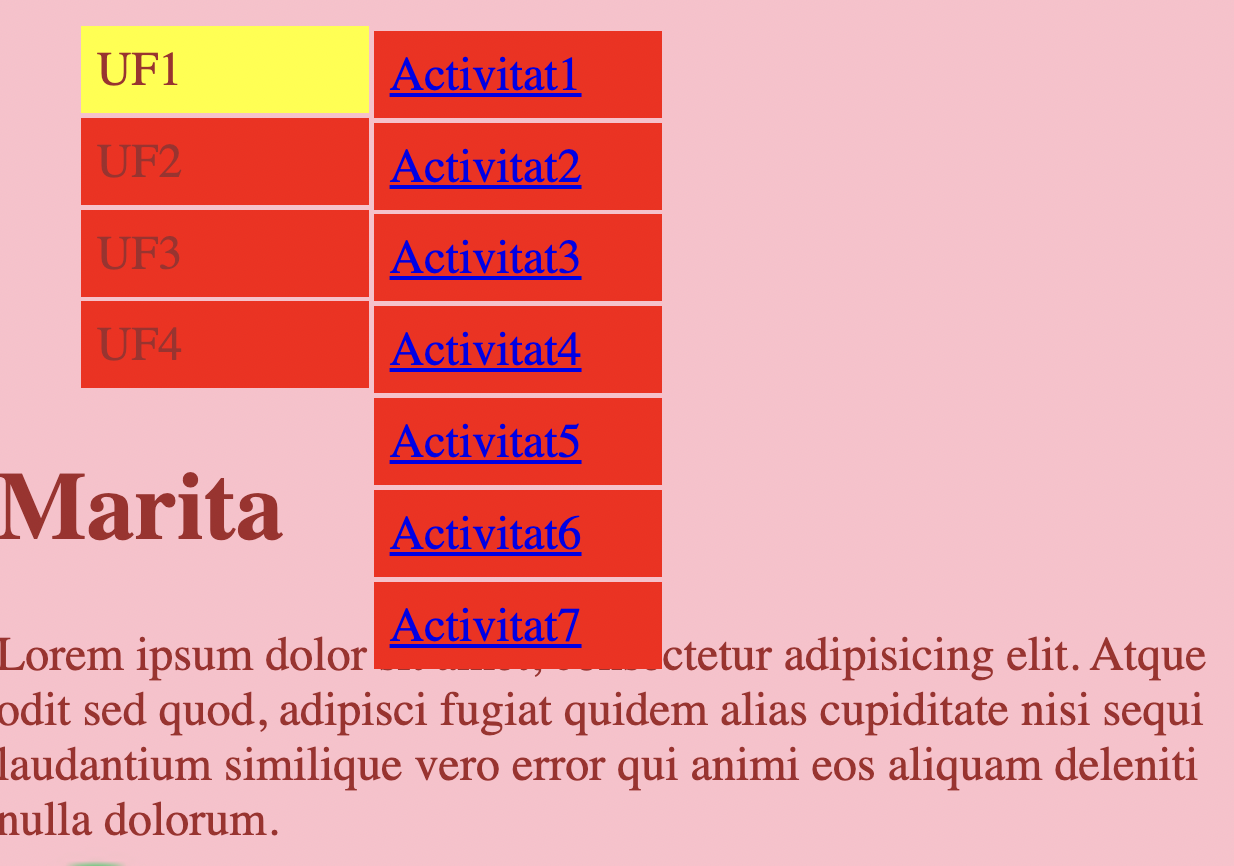 UF1
UF2
UF3
UF4
Activitat1
Activitat2
Activitat3
Activitat4
Activitat5
Activitat6
Activitat7
Marita
Lorem ipsum dolor ctetur adipisicing elit. Atque
odit sed quod, adipisci fugiat quidem alias cupiditate nisi sequi
laudantium similique vero error qui animi eos aliquam deleniti
nulla dolorum.